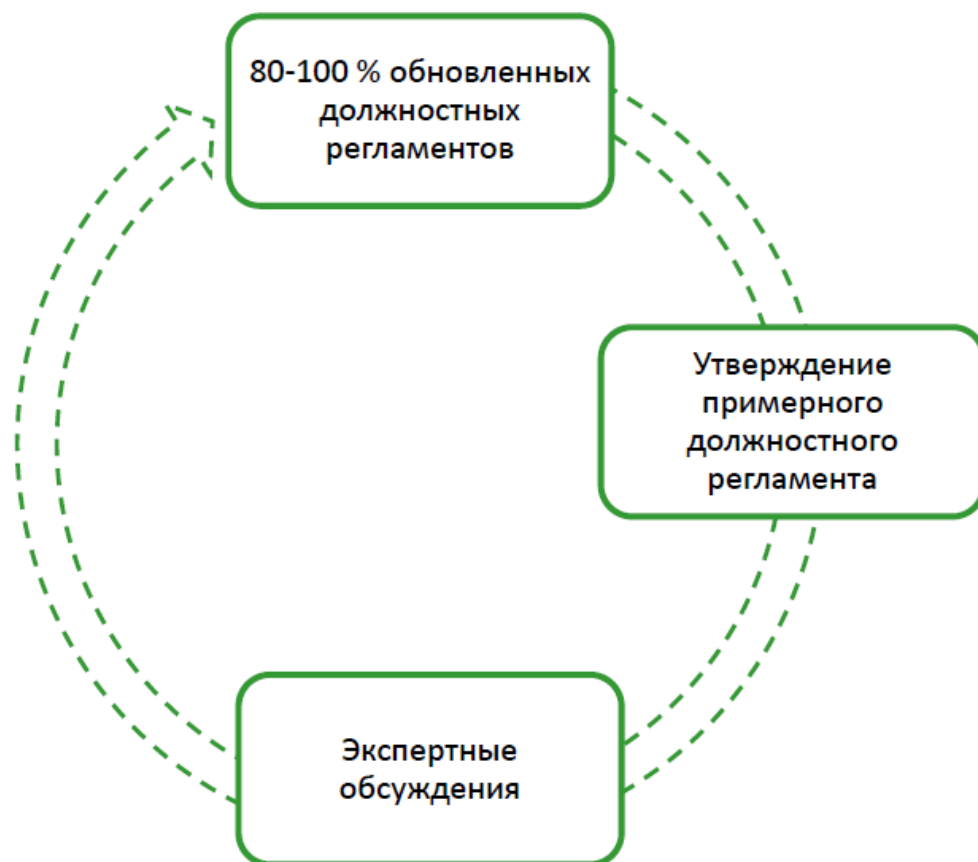 80-100 % обновленных
должностных
регламентов
Утверждение
примерного
должностного
регламента
Экспертные
обсуждения